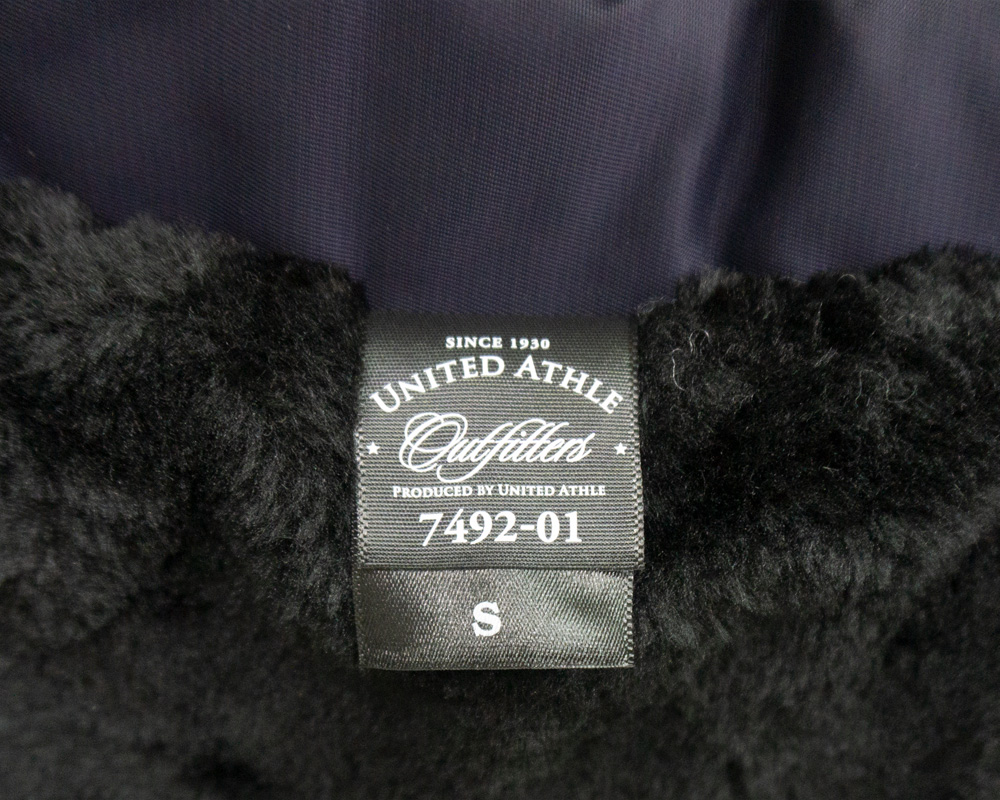 SINCE 1930
UNITED ATHLE
Outfitters
PRODUCED BY UNITED ATHLE
7492-01
S